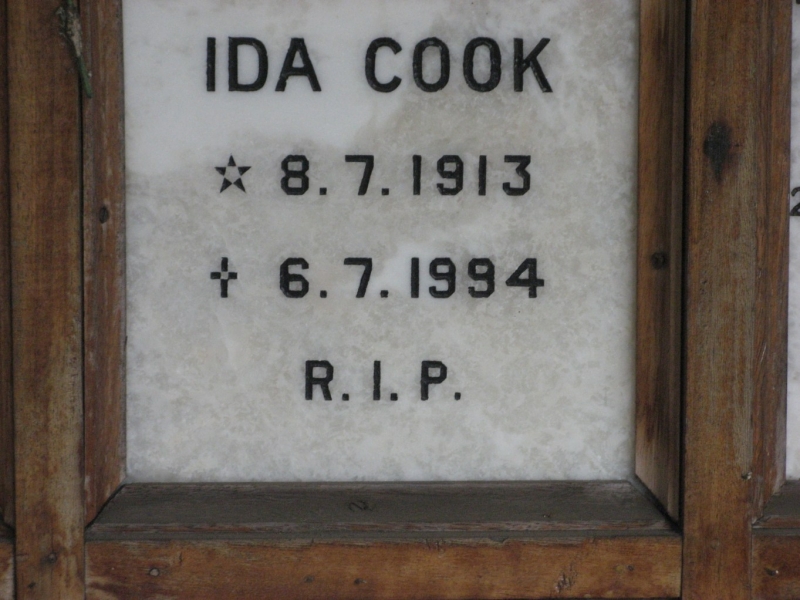 IDA COOK
☆ 8.7.1913
✝ 6.7.1994
R.I.P.